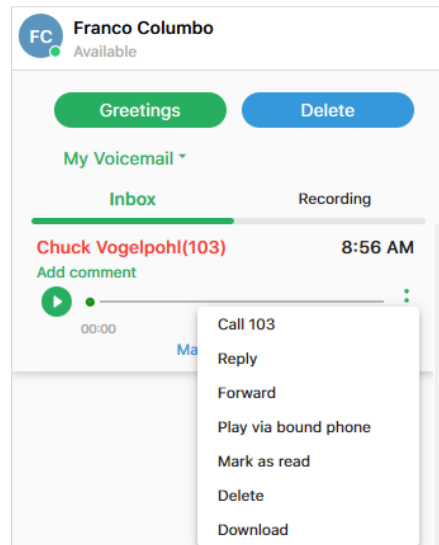 FC
Franco Columbo
Available
Greetings Delete
My Voicemail
Inbox Recording
Chuck Vogelpohl(103) 8:56 AM
Add comment
00:00
Ma
Call 103
Reply
Forward
Play via bound phone
Mark as read
Delete
Download